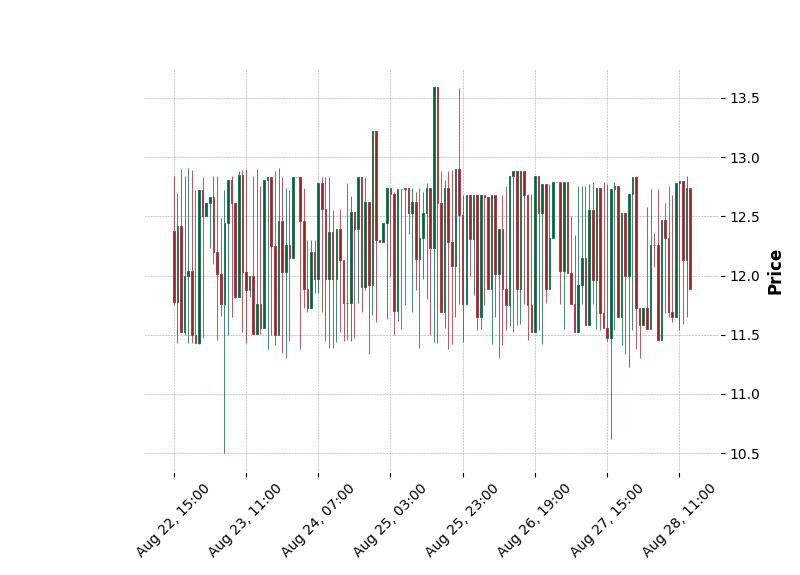 13.5
13.0
12.5
12.0
11.5
11.0
10.5
Price
Aug 22, 15:00
Aug 23, 11:00
Aug 24, 07:00
Aug 25, 03:00
Aug 25, 23:00
Aug 26, 19:00
Aug 27, 15:00
Aug 28, 11:00